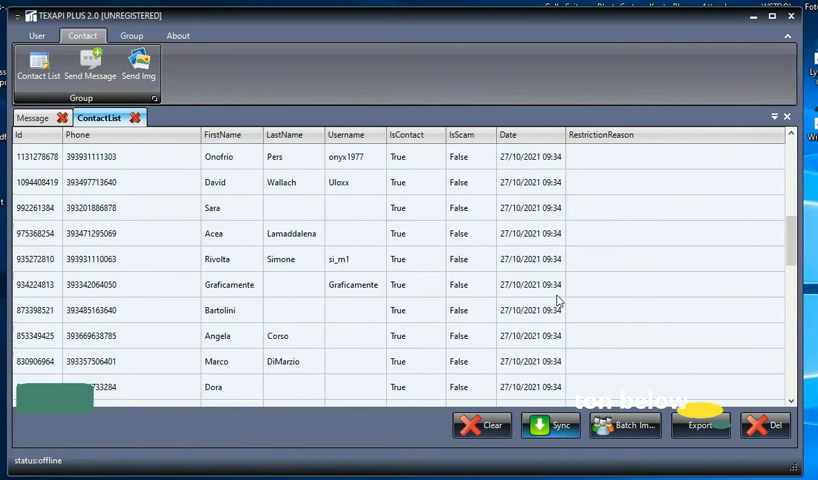 TEXAPI PLUS 2.0 [UNREGISTERED]
User Contact Group About
Contact List Send Message Send Img
Group
Message ContactList
Id Phone FirstName LastName Username IsContact IsScam Date RestrictionReason
1131278678 393931111303 Onofrio Pers onyx1977 True False 27/10/2021 09:34
1094408419 393497713640 David Wallach Uloxx True False 27/10/2021 09:34
992261384 393201886878 Sara True False 27/10/2021 09:34
975368254 393471295069 Acea Lamaddalena True False 27/10/2021 09:34
935272810 393931110063 Rivolta Simone si_m1 True False 27/10/2021 09:34
934224813 393342064050 Graficamente Graficamente True False 27/10/2021 09:34
873398521 393485163640 Bartolini True False 27/10/2021 09:34
853349425 393669638785 Angela Corso True False 27/10/2021 09:34
830906964 393357506401 Marco DiMarzio True False 27/10/2021 09:34
733284 Dora True False 27/10/2021 09:34
ton below
Clear Sync Batch Im... Export Del
status:offline